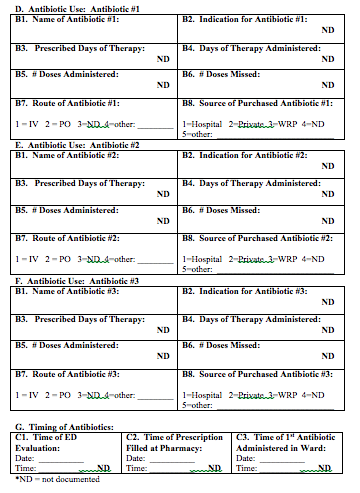 D. Antibiotic Use: Antibiotic #1
B1. Name of Antibiotic #1:
B2. Indication for Antibiotic #1:
ND
B3. Prescribed Days of Therapy:
ND
B4. Days of Therapy Administered:
ND
B5. # Doses Administered:
ND
B6. # Doses Missed:
ND
B7. Route of Antibiotic #1:
1 = IV 2 = PO 3=ND 4=other: ________
B8. Source of Purchased Antibiotic #1:
1=Hospital 2=Private 3=WRP 4=ND
5=other: ________
E. Antibiotic Use: Antibiotic #2
B1. Name of Antibiotic #2:
B2. Indication for Antibiotic #2:
ND
B3. Prescribed Days of Therapy:
ND
B4. Days of Therapy Administered:
ND
B5. # Doses Administered:
ND
B6. # Doses Missed:
ND
B7. Route of Antibiotic #2:
1 = IV 2 = PO 3=ND 4=other: ________
B8. Source of Purchased Antibiotic #2:
1=Hospital 2=Private 3=WRP 4=ND
5=other: ________
F. Antibiotic Use: Antibiotic #3
B1. Name of Antibiotic #3:
B2. Indication for Antibiotic #3:
ND
B3. Prescribed Days of Therapy:
ND
B4. Days of Therapy Administered:
ND
B5. # Doses Administered:
ND
B6. # Doses Missed:
ND
B7. Route of Antibiotic #3:
1 = IV 2 = PO 3=ND 4=other: ________
B8. Source of Purchased Antibiotic #3:
1=Hospital 2=Private 3=WRP 4=ND
5=other: ________
G. Timing of Antibiotics:
C1. Time of ED
Evaluation:
Date: ________
Time: ________ ND
C2. Time of Prescription
Filled at Pharmacy:
Date: ________
Time: ________ ND
C3. Time of 1st Antibiotic
Administered in Ward:
Date: ________
Time: ________ ND
*ND = not documented